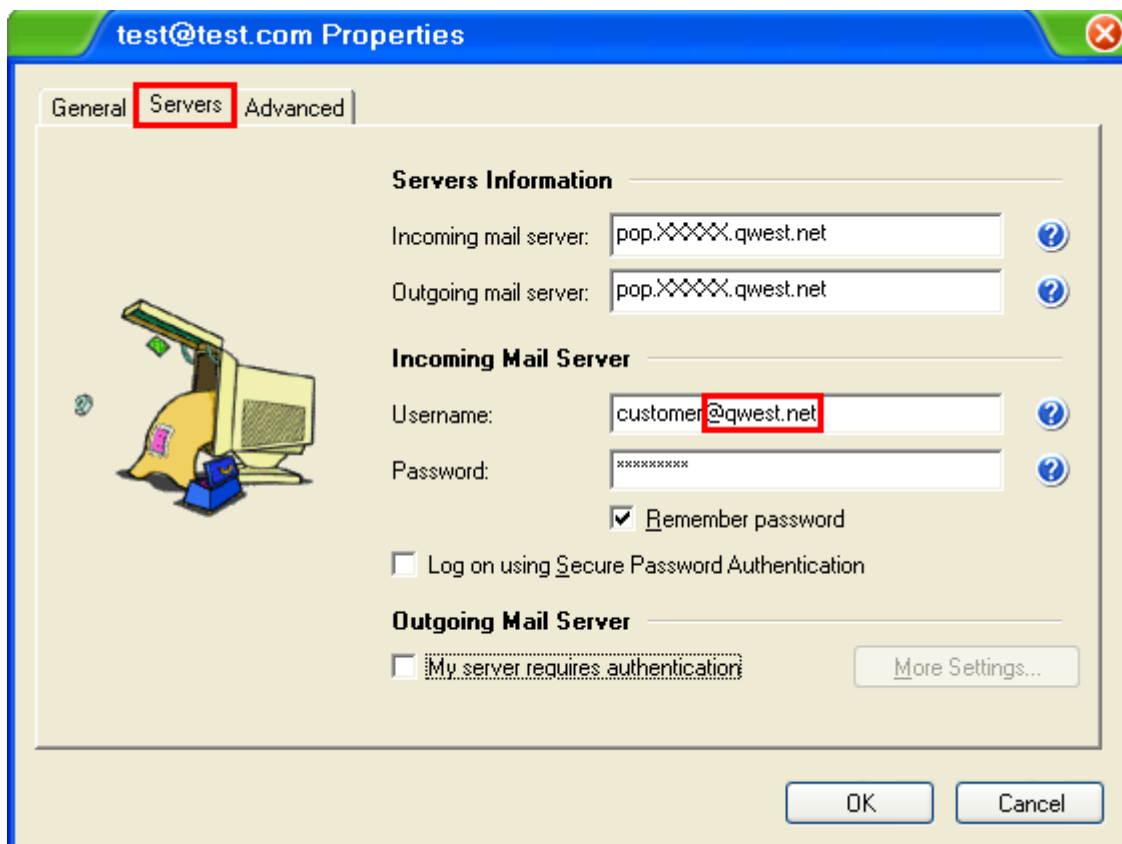 test@test.com Properties
General Servers Advanced
Servers Information
Incoming mail server: pop.XXXXX.qwest.net
Outgoing mail server: pop.XXXXX.qwest.net
Incoming Mail Server
Username: customer@qwest.net
Password: *********
Remember password
Log on using Secure Password Authentication
Outgoing Mail Server
My server requires authentication More Settings...
OK Cancel